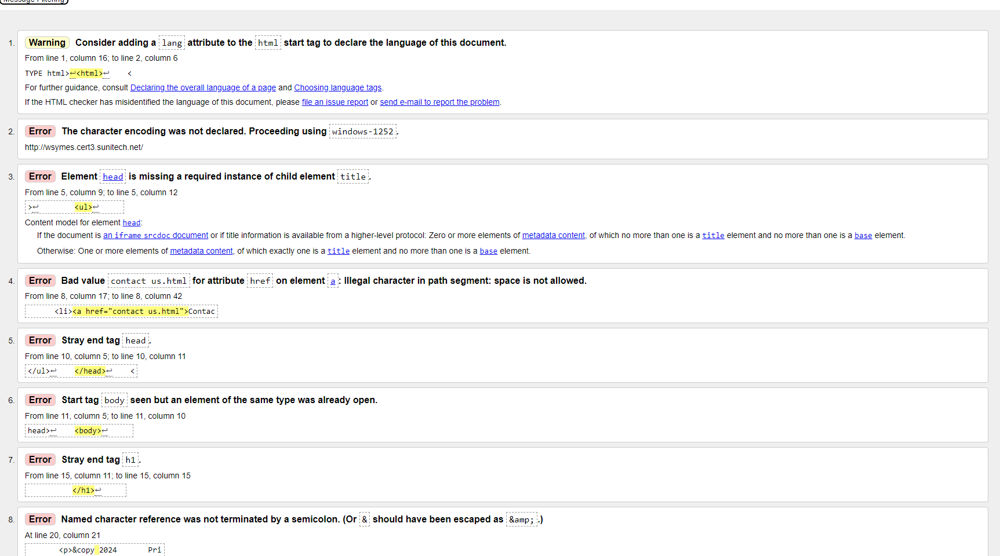 Message Filtering
1. Warning Consider adding a lang attribute to the html start tag to declare the language of this document.
From line 1, column 16; to line 2, column 6
TYPE html>↩<html>↩    <
For further guidance, consult Declaring the overall language of a page and Choosing language tags.
If the HTML checker has misidentified the language of this document, please file an issue report or send e-mail to report the problem.
2. Error The character encoding was not declared. Proceeding using windows-1252.
http://wsymes.cert3.sunitech.net/
3. Error Element head is missing a required instance of child element title.
From line 5, column 9; to line 5, column 12
>↩        <ul>↩
Content model for element head:
If the document is an iframe srcdoc document or if title information is available from a higher-level protocol: Zero or more elements of metadata content, of which no more than one is a title element and no more than one is a base element.
Otherwise: One or more elements of metadata content, of which exactly one is a title element and no more than one is a base element.
4. Error Bad value contact us.html for attribute href on element a: Illegal character in path segment: space is not allowed.
From line 8, column 17; to line 8, column 42
<li><a href="contact us.html">Contac
5. Error Stray end tag head.
From line 10, column 5; to line 10, column 11
</ul>↩    </head>↩    <
6. Error Start tag body seen but an element of the same type was already open.
From line 11, column 5; to line 11, column 10
head>↩    <body>↩
7. Error Stray end tag h1.
From line 15, column 11; to line 15, column 15
</h1>↩
8. Error Named character reference was not terminated by a semicolon. (Or & should have been escaped as &amp;.)
At line 20, column 21
<p>&copy 2024       Pri